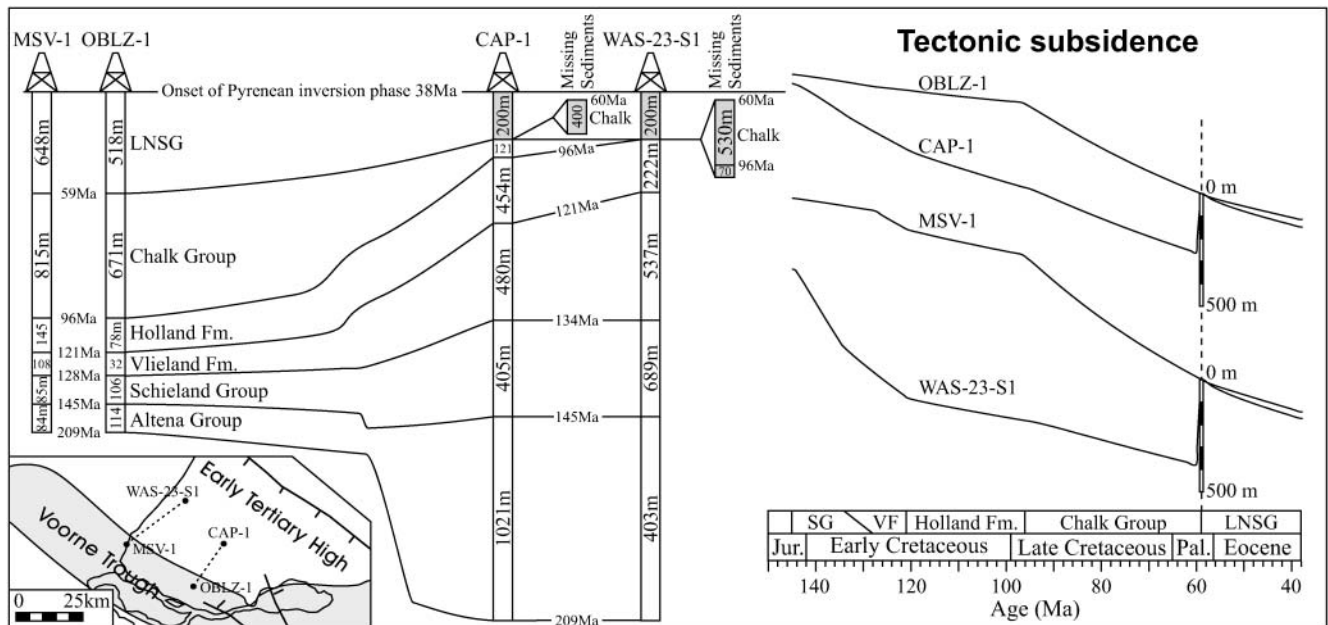 MSV-1 OBLZ-1 CAP-1 Missing Sediments WAS-23-S1 Missing Sediments
Tectonic subsidence
Onset of Pyrenean inversion phase 38Ma
648m 518m LNSG 200m 400 60Ma Chalk 200m 530m 60Ma Chalk
121 96Ma 70 96Ma
59Ma 454m 222m
121Ma
815m 671m Chalk Group 480m 537m
96Ma
145 78m Holland Fm. 134Ma
121Ma
108 32 Vlieland Fm. 405m 689m
128Ma
85m 106 Schieland Group
145Ma 145Ma
84m 114 Altena Group
209Ma
1021m 403m
209Ma
WAS-23-S1
Early Tertiary High
Voorne Trough
CAP-1
MSV-1
OBLZ-1
0 25km
OBLZ-1
CAP-1
0 m
MSV-1
500 m
0 m
WAS-23-S1
500 m
SG VF Holland Fm. Chalk Group LNSG
Jur. Early Cretaceous Late Cretaceous Pal. Eocene
140 120 100 80 60 40
Age (Ma)